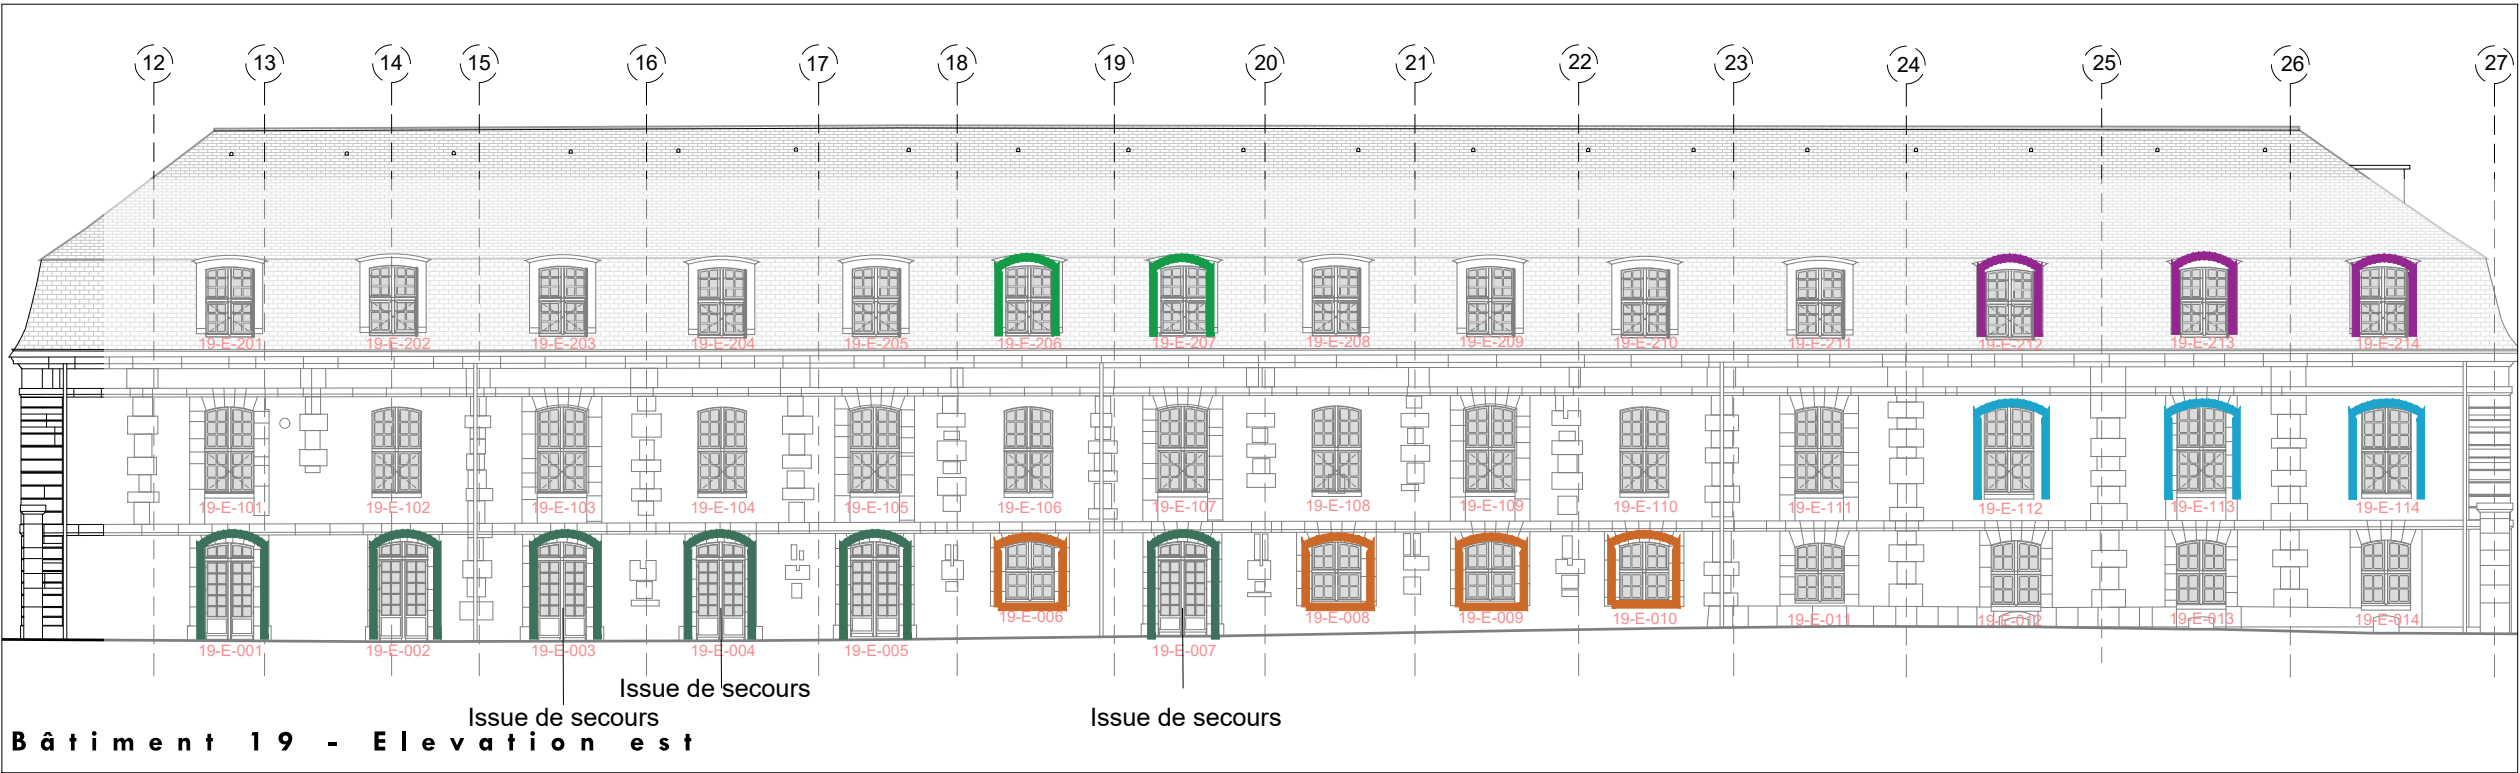 12 13 14 15 16 17 18 19 20 21 22 23 24 25 26 27
19-E-201 19-E-202 19-E-203 19-E-204 19-E-205 19-E-206 19-E-207 19-E-208 19-E-209 19-E-210 19-E-211 19-E-212 19-E-213 19-E-214
19-E-101 19-E-102 19-E-103 19-E-104 19-E-105 19-E-106 19-E-107 19-E-108 19-E-109 19-E-110 19-E-111 19-E-112 19-E-113 19-E-114
19-E-001 19-E-002 19-E-003 19-E-004 19-E-005 19-E-006 19-E-007 19-E-008 19-E-009 19-E-010 19-E-011 19-E-012 19-E-013 19-E-014
Issue de secours
Issue de secours
Issue de secours
Bâtiment 19 - Elevation est